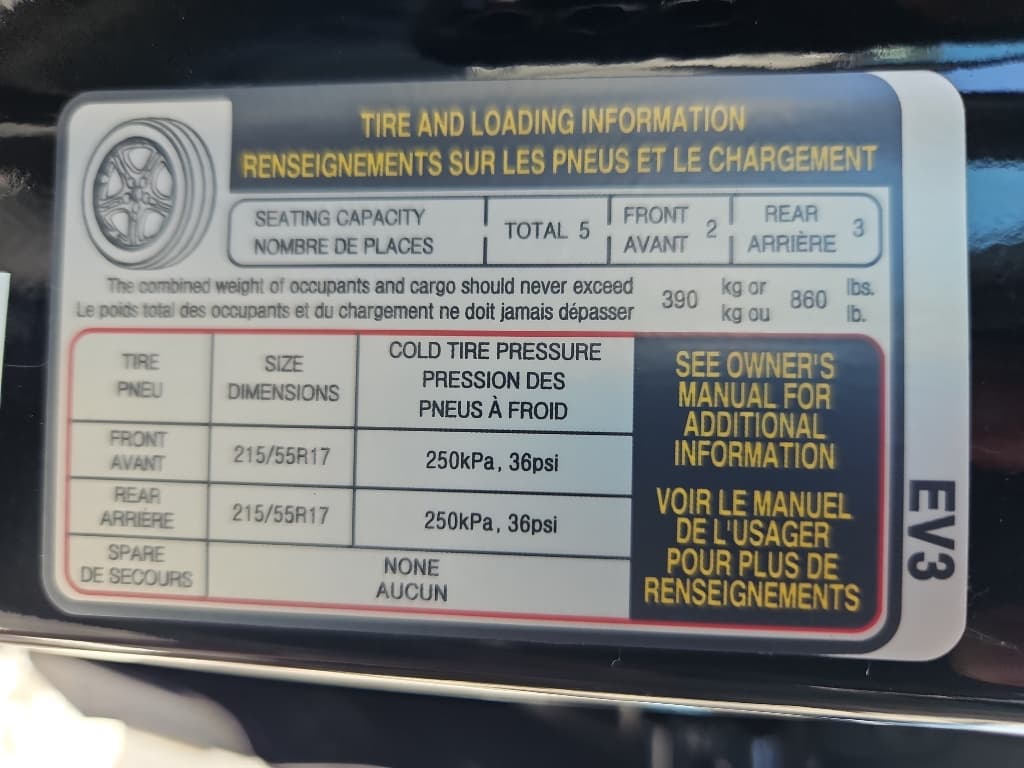 TIRE AND LOADING INFORMATION
RENSEIGNEMENTS SUR LES PNEUS ET LE CHARGEMENT
SEATING CAPACITY
NOMBRE DE PLACES
TOTAL 5
FRONT
AVANT
2
REAR
ARRIÈRE
3
The combined weight of occupants and cargo should never exceed
Le poids total des occupants et du chargement ne doit jamais dépasser
390
kg or
kg ou
860
lbs.
lb.
TIRE
PNEU
SIZE
DIMENSIONS
COLD TIRE PRESSURE
PRESSION DES
PNEUS À FROID
FRONT
AVANT
215/55R17
250kPa, 36psi
REAR
ARRIÈRE
215/55R17
250kPa, 36psi
SPARE
DE SECOURS
NONE
AUCUN
SEE OWNER'S
MANUAL FOR
ADDITIONAL
INFORMATION
VOIR LE MANUEL
DE L'USAGER
POUR PLUS DE
RENSEIGNEMENTS
EV3